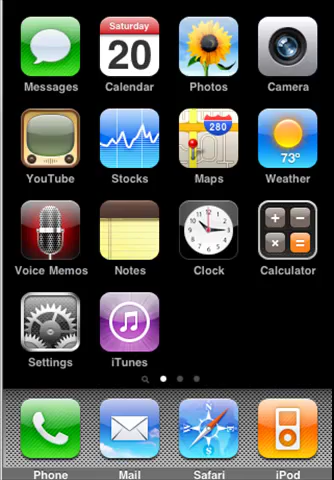 Saturday
20
Messages Calendar Photos Camera
280
73°
YouTube Stocks Maps Weather
Voice Memos Notes Clock Calculator
Settings iTunes
Phone Mail Safari iPod